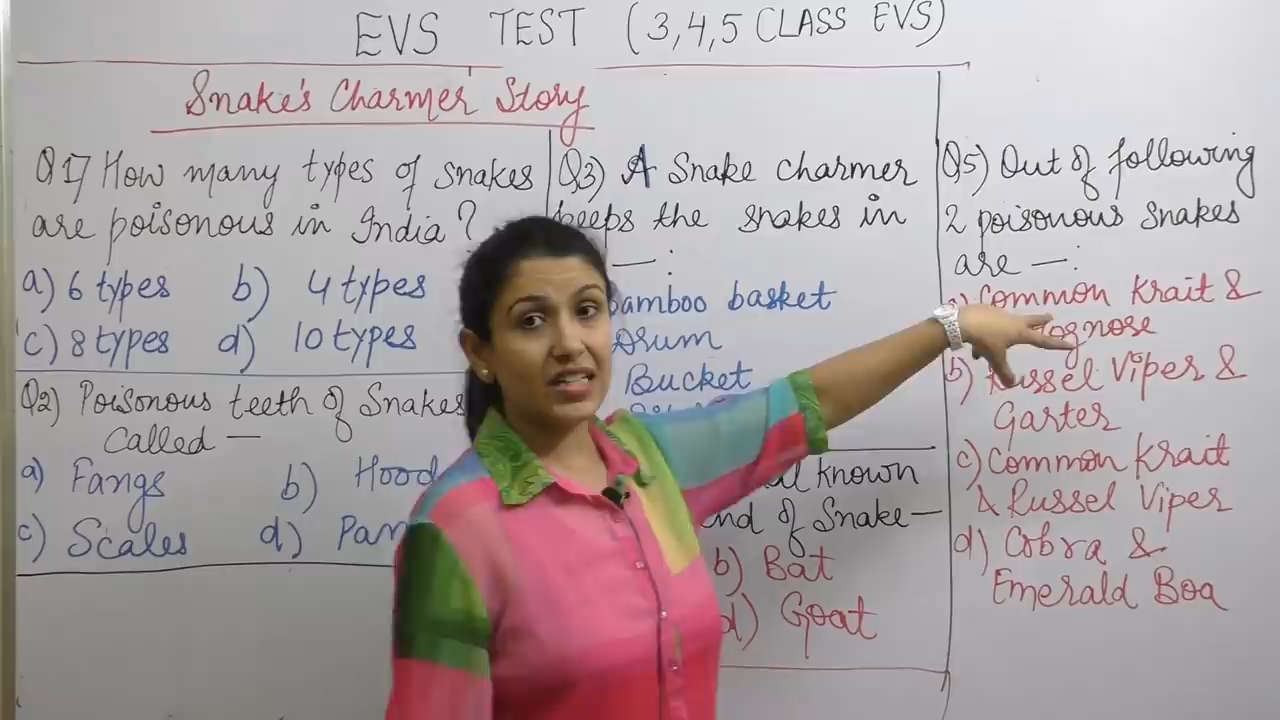 EVS TEST (3,4,5 CLASS EVS)
Snake's Charmer Story
Q1) How many types of snakes
are poisonous in India?
a) 6 types b) 4 types
c) 8 types d) 10 types
Q2) Poisonous teeth of Snakes
called —
a) Fangs b) Hood
c) Scales d)
Q3) A Snake charmer
keeps the snakes in
— :
bamboo basket
Drum
Bucket
known
of Snake—
b) Bat
d) Goat
Q5) Out of following
2 poisonous snakes
are —:
a) Common Krait &
b) Russel Viper &
Garter
c) Common Krait
& Russel Viper
d) Cobra &
Emerald Boa